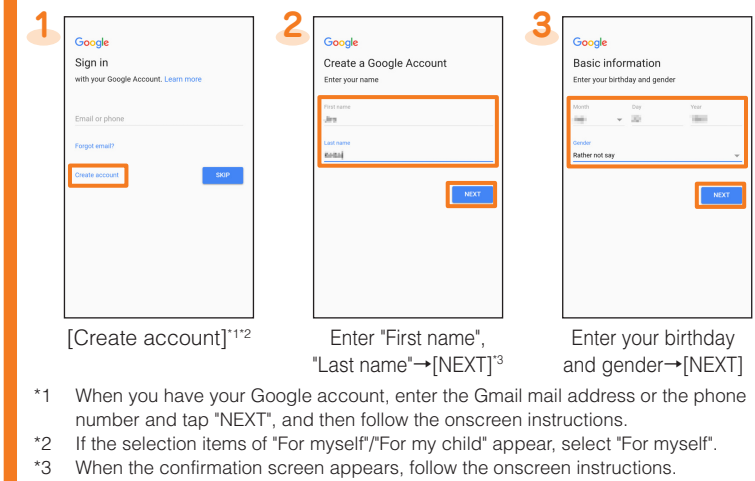 1
Google
Sign in
with your Google Account. Learn more
Email or phone
Forgot email?
Create account
SKIP
[Create account]*1*2
2
Google
Create a Google Account
Enter your name
First name
Last name
NEXT
Enter "First name",
"Last name"→[NEXT]*3
3
Google
Basic information
Enter your birthday and gender
Month Day Year
Gender
Rather not say
NEXT
Enter your birthday
and gender→[NEXT]
*1 When you have your Google account, enter the Gmail mail address or the phone
number and tap "NEXT", and then follow the onscreen instructions.
*2 If the selection items of "For myself"/"For my child" appear, select "For myself".
*3 When the confirmation screen appears, follow the onscreen instructions.